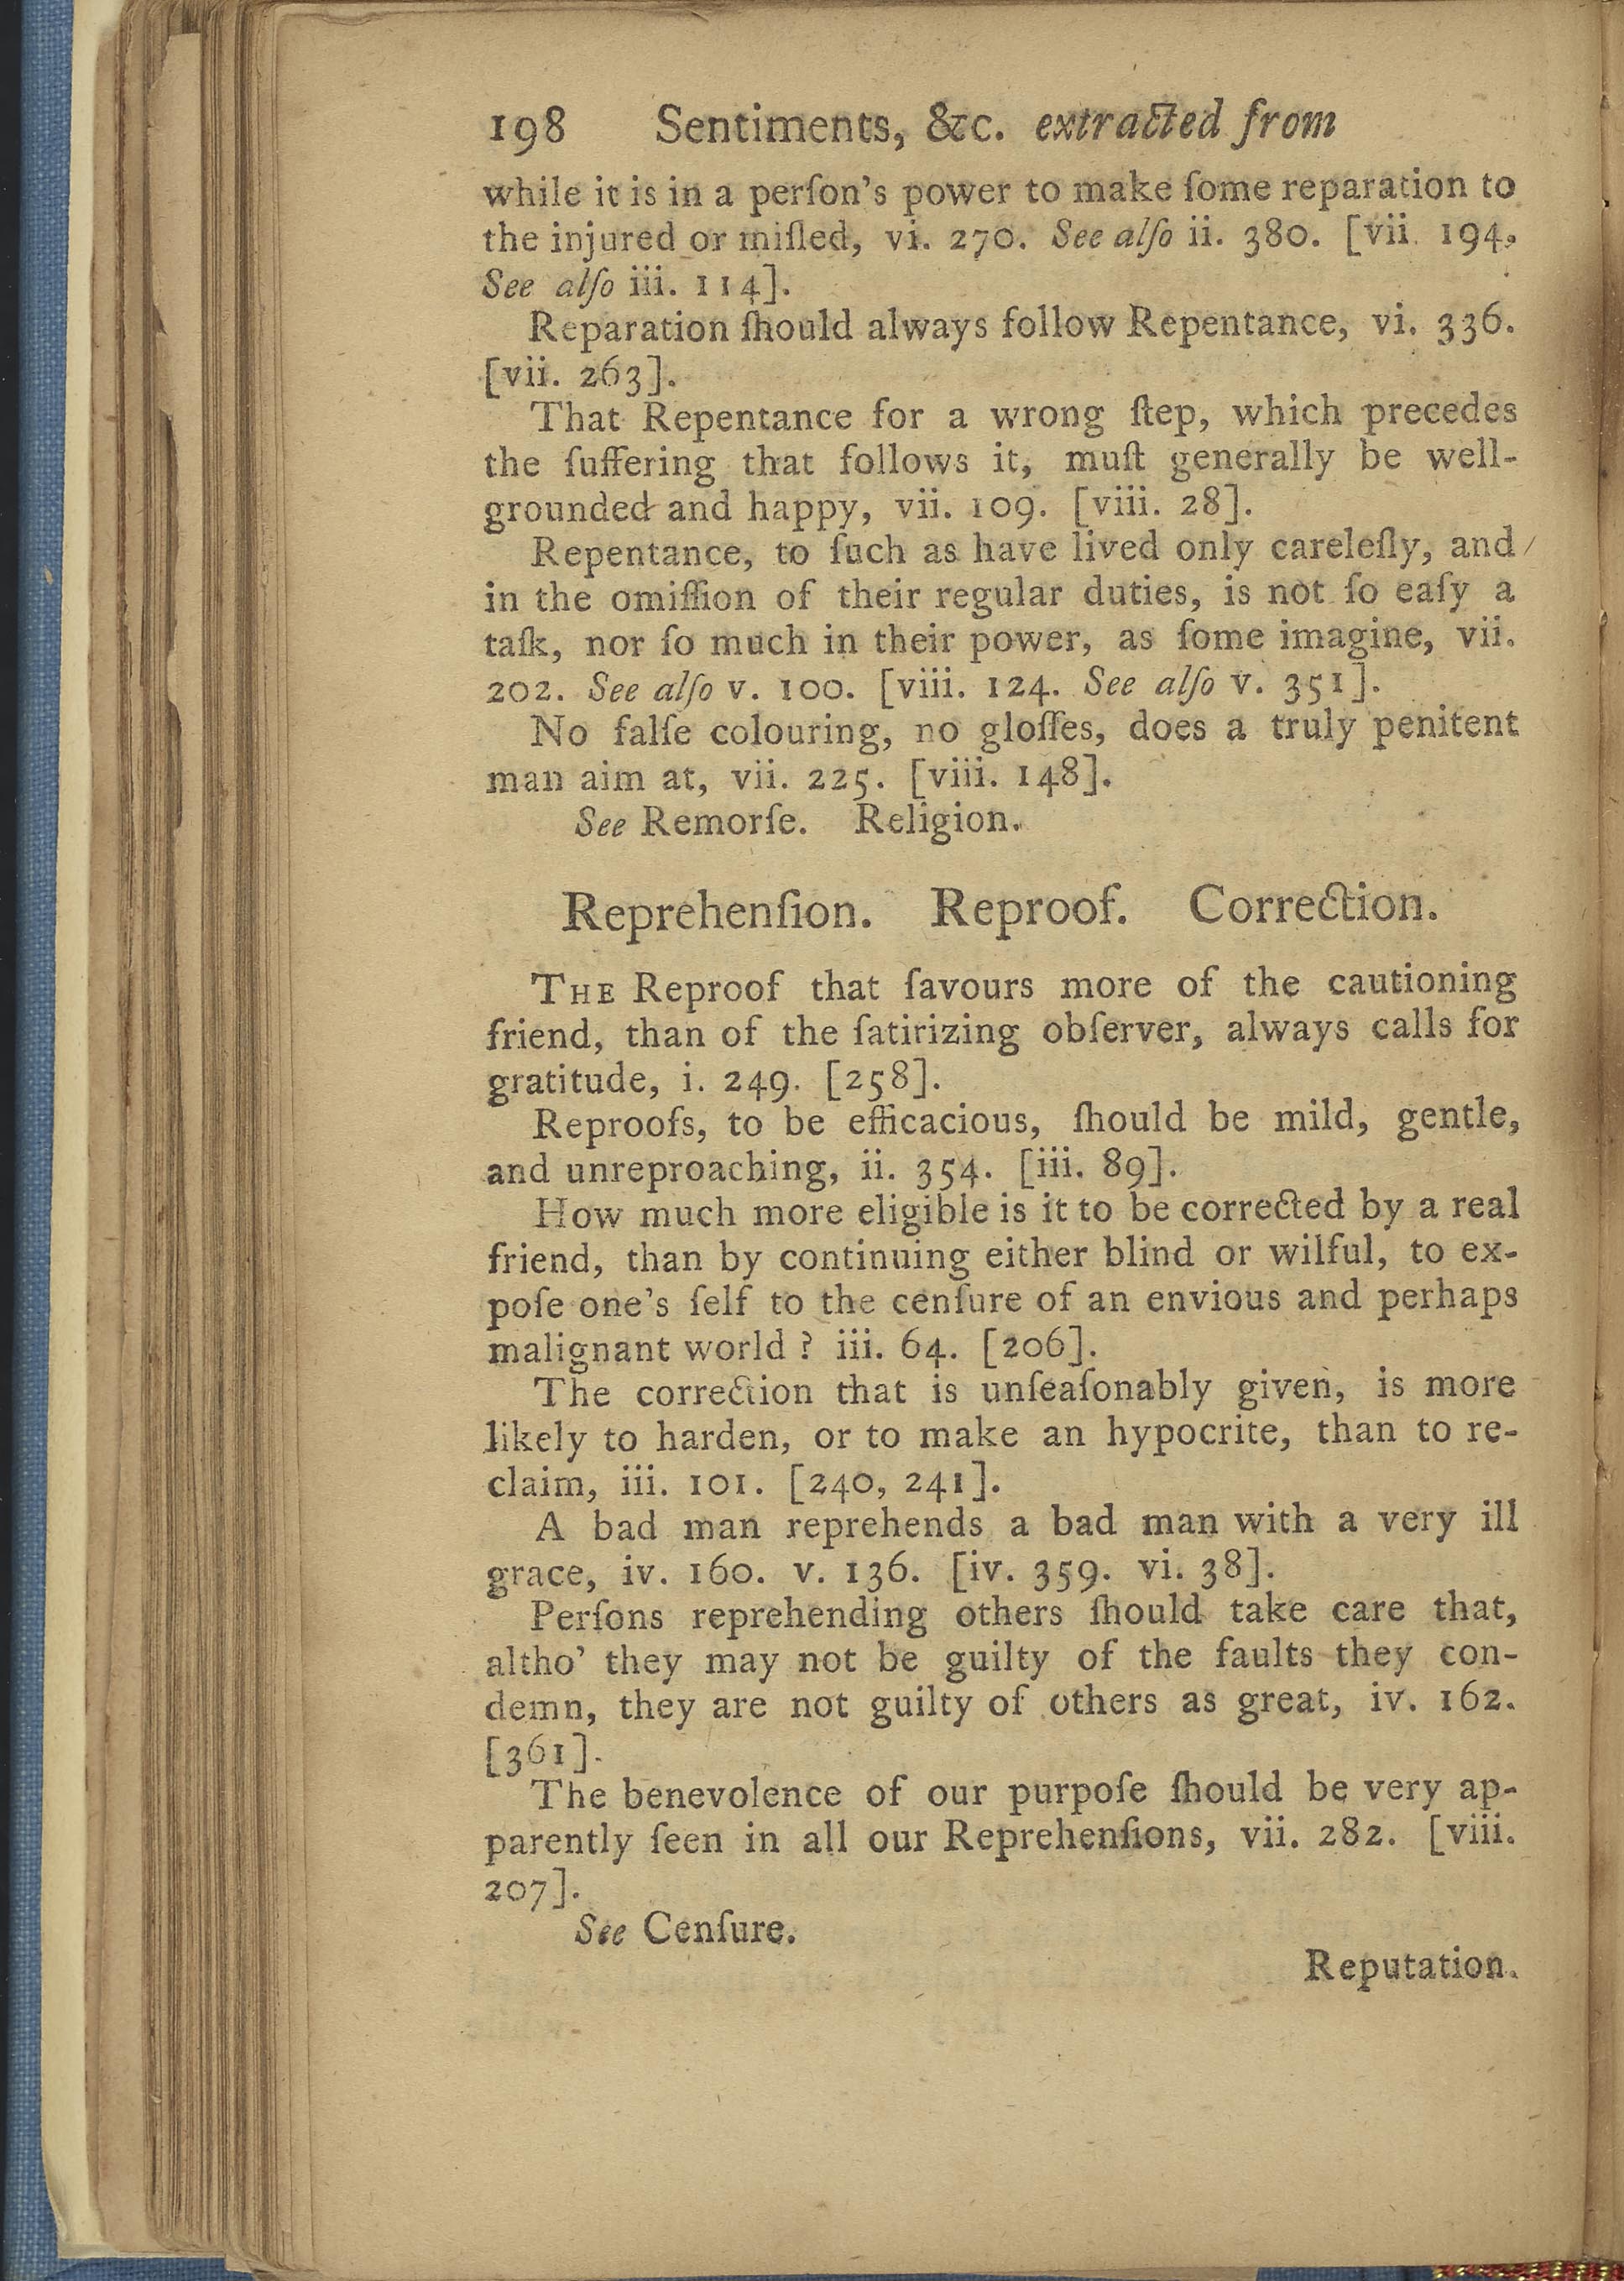 198 Sentiments, &c. extracted from
while it is in a perſon's power to make ſome reparation to
the injured or miſled, vi. 270. See alſo ii. 380. [vii. 194,
See alſo iii. 114].
Reparation ſhould always follow Repentance, vi. 336.
[vii. 263].
That Repentance for a wrong ſtep, which precedes
the ſuffering that follows it, muſt generally be well-
grounded and happy, vii. 109. [viii. 28].
Repentance, to ſuch as have lived only careleſly, and
in the omiſſion of their regular duties, is not ſo eaſy a
taſk, nor ſo much in their power, as ſome imagine, vii.
202. See alſo v. 100. [viii. 124. See alſo v. 351].
No falſe colouring, no gloſſes, does a truly penitent
man aim at, vii. 225. [viii. 148].
See Remorſe. Religion.
Reprehenſion. Reproof. Correction.
THE Reproof that ſavours more of the cautioning
friend, than of the ſatirizing obſerver, always calls for
gratitude, i. 249. [258].
Reproofs, to be efficacious, ſhould be mild, gentle,
and unreproaching, ii. 354. [iii. 89].
How much more eligible is it to be corrected by a real
friend, than by continuing either blind or wilful, to ex-
poſe one's ſelf to the cenſure of an envious and perhaps
malignant world? iii. 64. [206].
The correction that is unſeaſonably given, is more
likely to harden, or to make an hypocrite, than to re-
claim, iii. 101. [240, 241].
A bad man reprehends a bad man with a very ill
grace, iv. 160. v. 136. [iv. 359. vi. 38].
Perſons reprehending others ſhould take care that,
altho' they may not be guilty of the faults they con-
demn, they are not guilty of others as great, iv. 162.
[361].
The benevolence of our purpoſe ſhould be very ap-
parently ſeen in all our Reprehenſions, vii. 282. [viii.
207].
See Cenſure.
Reputation.